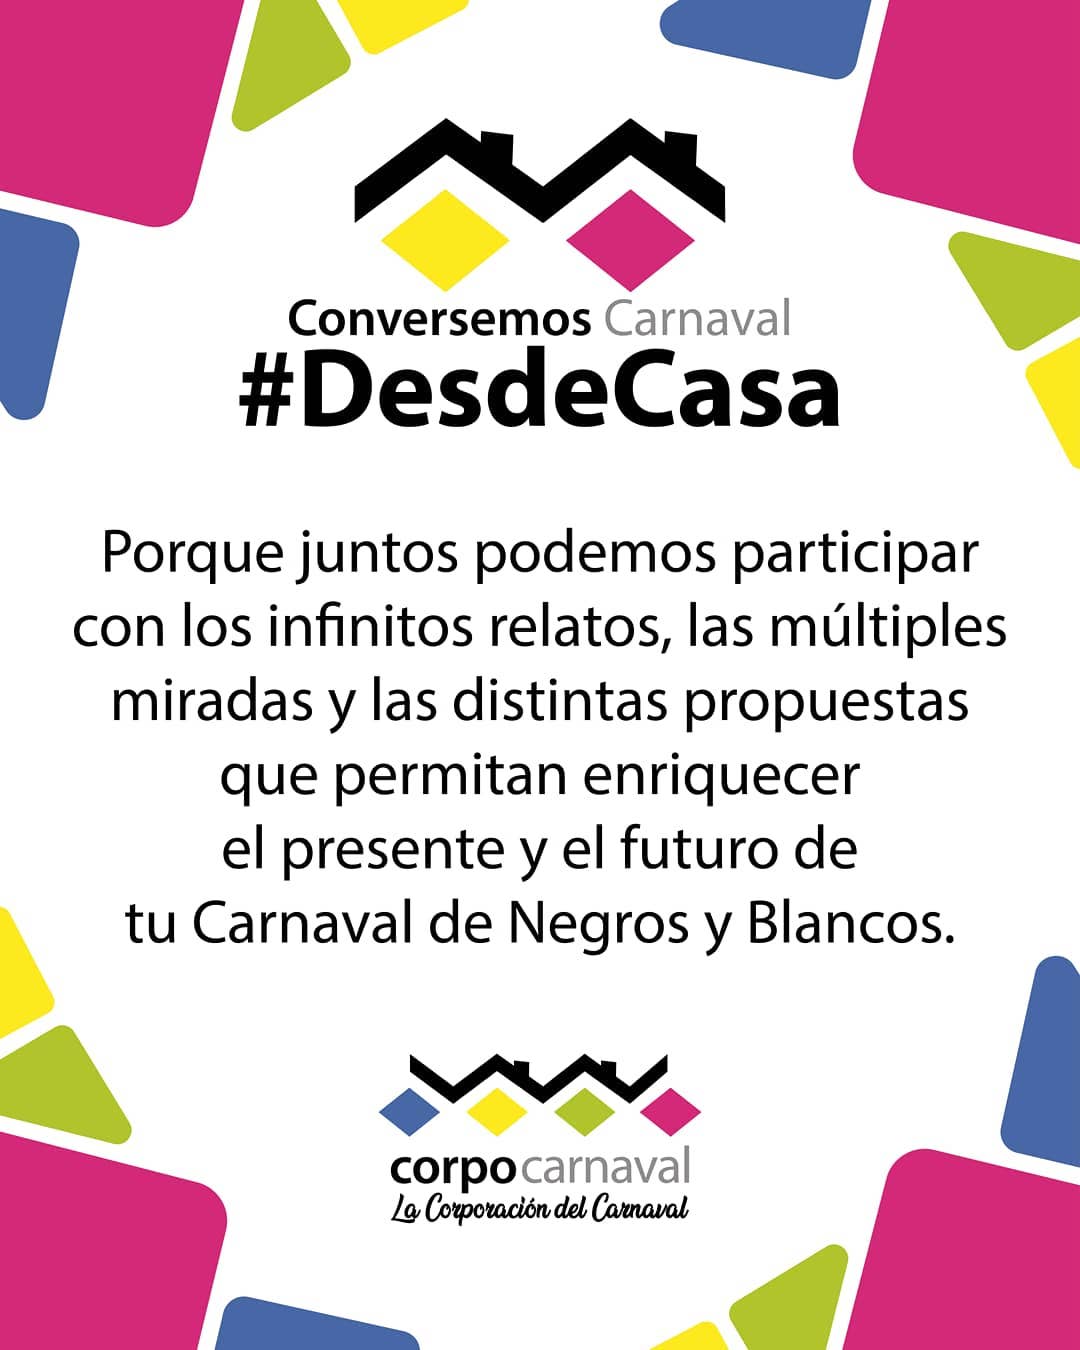 Conversemos Carnaval
#DesdeCasa
Porque juntos podemos participar
con los infinitos relatos, las múltiples
miradas y las distintas propuestas
que permitan enriquecer
el presente y el futuro de
tu Carnaval de Negros y Blancos.
corpocarnaval
La Corporación del Carnaval